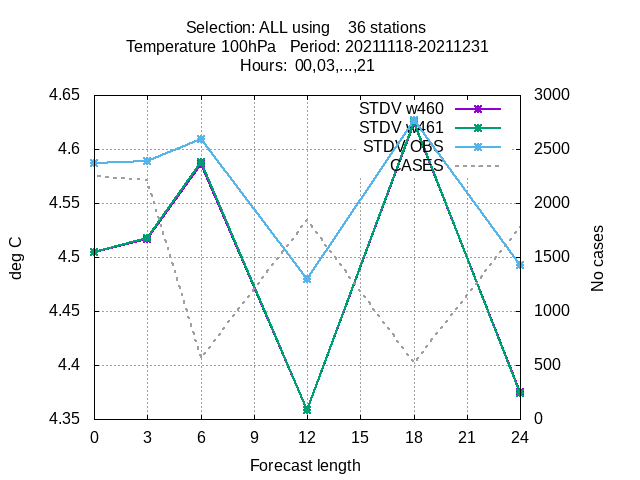 Selection: ALL using    36 stations
Temperature 100hPa   Period: 20211118-20211231
Hours:  00,03,...,21
4.65
4.6
4.55
4.5
4.45
4.4
4.35
deg C
STDV w460
STDV w461
STDV OBS
CASES
3000
2500
2000
1500
1000
500
0
No cases
0 3 6 9 12 15 18 21 24
Forecast length